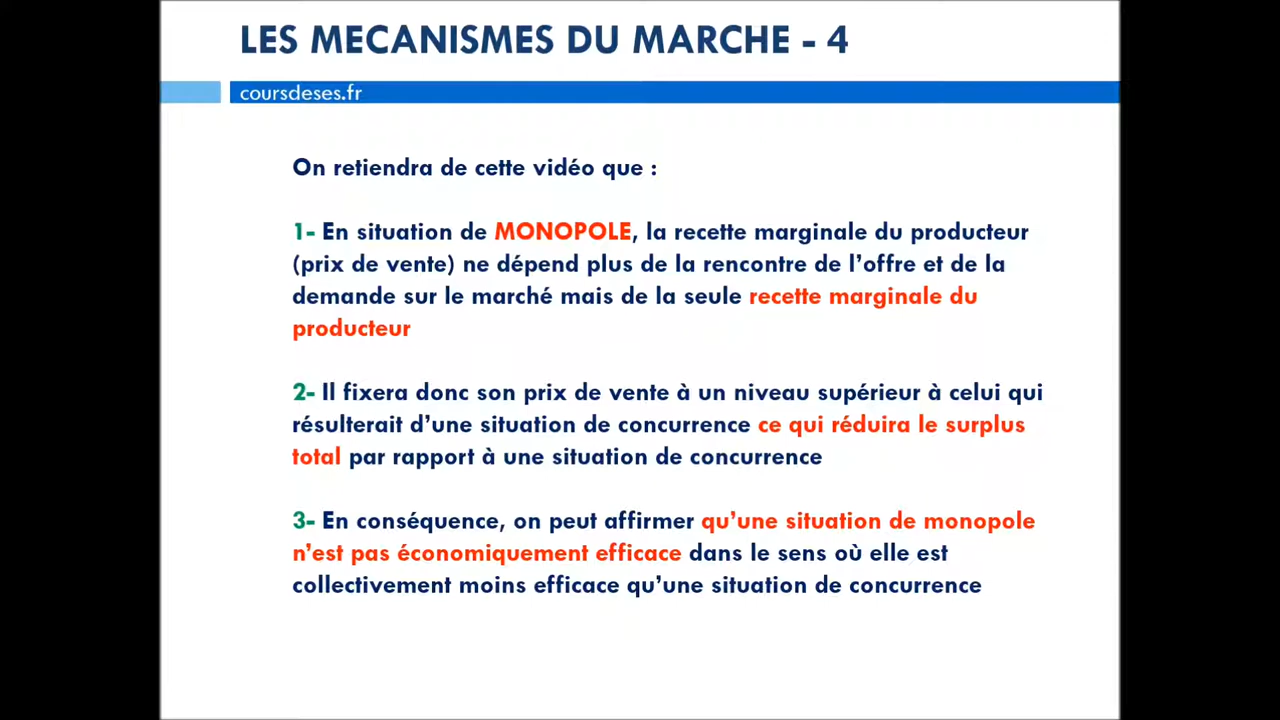 LES MECANISMES DU MARCHE - 4
coursdeses.fr
On retiendra de cette vidéo que :
1- En situation de MONOPOLE, la recette marginale du producteur
(prix de vente) ne dépend plus de la rencontre de l’offre et de la
demande sur le marché mais de la seule recette marginale du
producteur
2- Il fixera donc son prix de vente à un niveau supérieur à celui qui
résulterait d’une situation de concurrence ce qui réduira le surplus
total par rapport à une situation de concurrence
3- En conséquence, on peut affirmer qu’une situation de monopole
n’est pas économiquement efficace dans le sens où elle est
collectivement moins efficace qu’une situation de concurrence